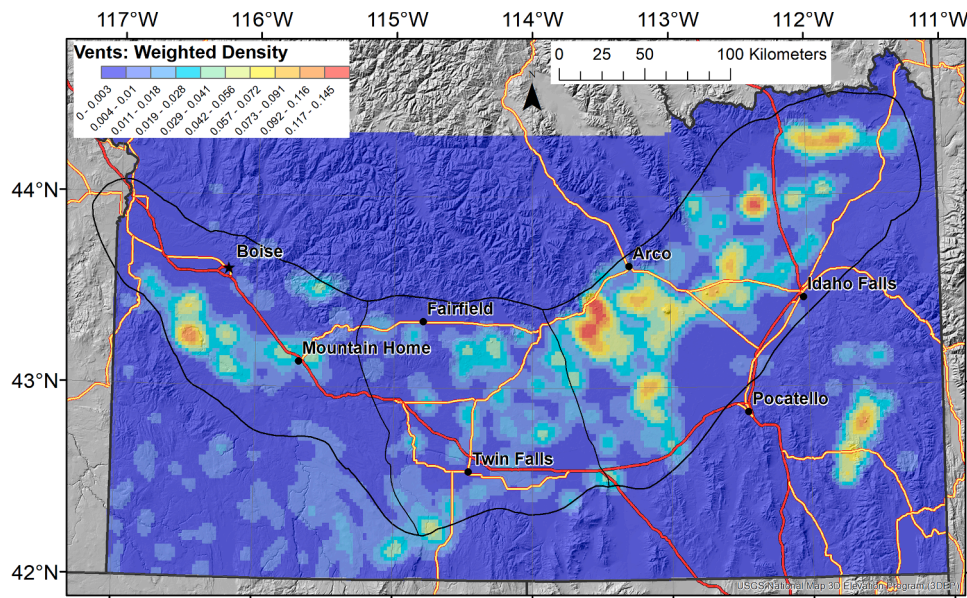 117°W 116°W 115°W 114°W 113°W 112°W 111°W
Vents: Weighted Density
0 - 0.003
0.004 - 0.01
0.011 - 0.018
0.019 - 0.028
0.029 - 0.041
0.042 - 0.056
0.057 - 0.072
0.073 - 0.091
0.092 - 0.116
0.117 - 0.145
0 25 50 100 Kilometers
N
44°N
Boise
Arco
Idaho Falls
Fairfield
Mountain Home
43°N
Pocatello
Twin Falls
42°N
USGS National Map 3D Elevation Program (3DEP)